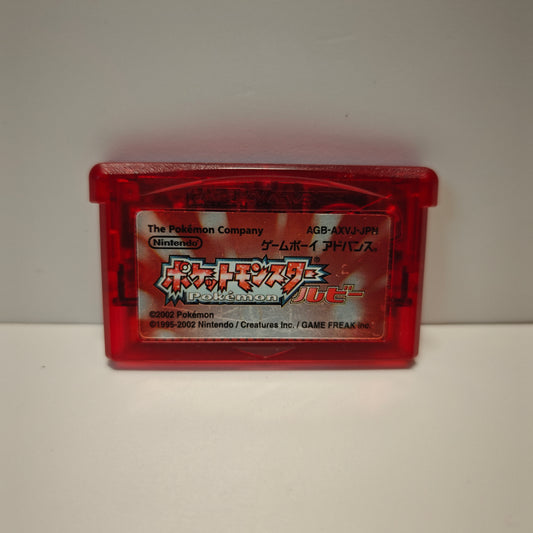 The Pokémon Company AGB-AXVJ-JPN
Nintendo ゲームボーイ アドバンス®
ポケットモンスター®
Pokémon ルビー
©2002 Pokémon
©1995-2002 Nintendo / Creatures inc. / GAME FREAK inc.